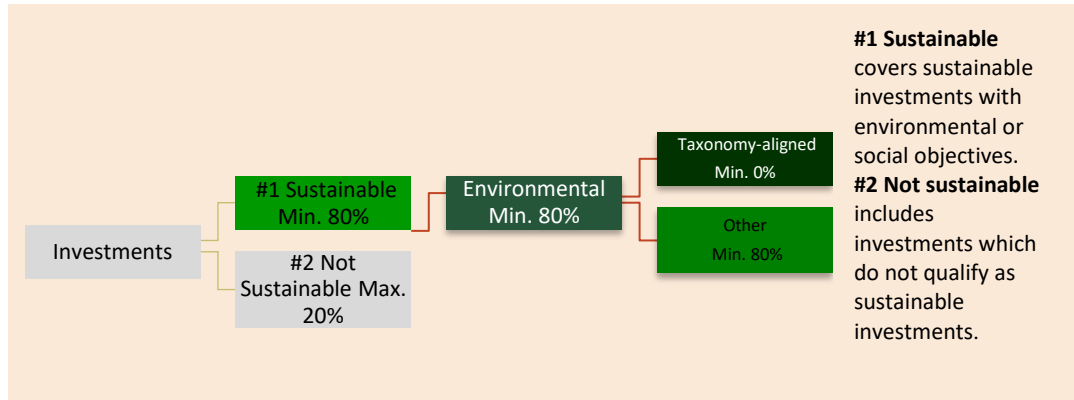 Investments
#1 Sustainable
Min. 80%
#2 Not
Sustainable Max.
20%
Environmental
Min. 80%
Taxonomy-aligned
Min. 0%
Other
Min. 80%
#1 Sustainable
covers sustainable
investments with
environmental or
social objectives.
#2 Not sustainable
includes
investments which
do not qualify as
sustainable
investments.